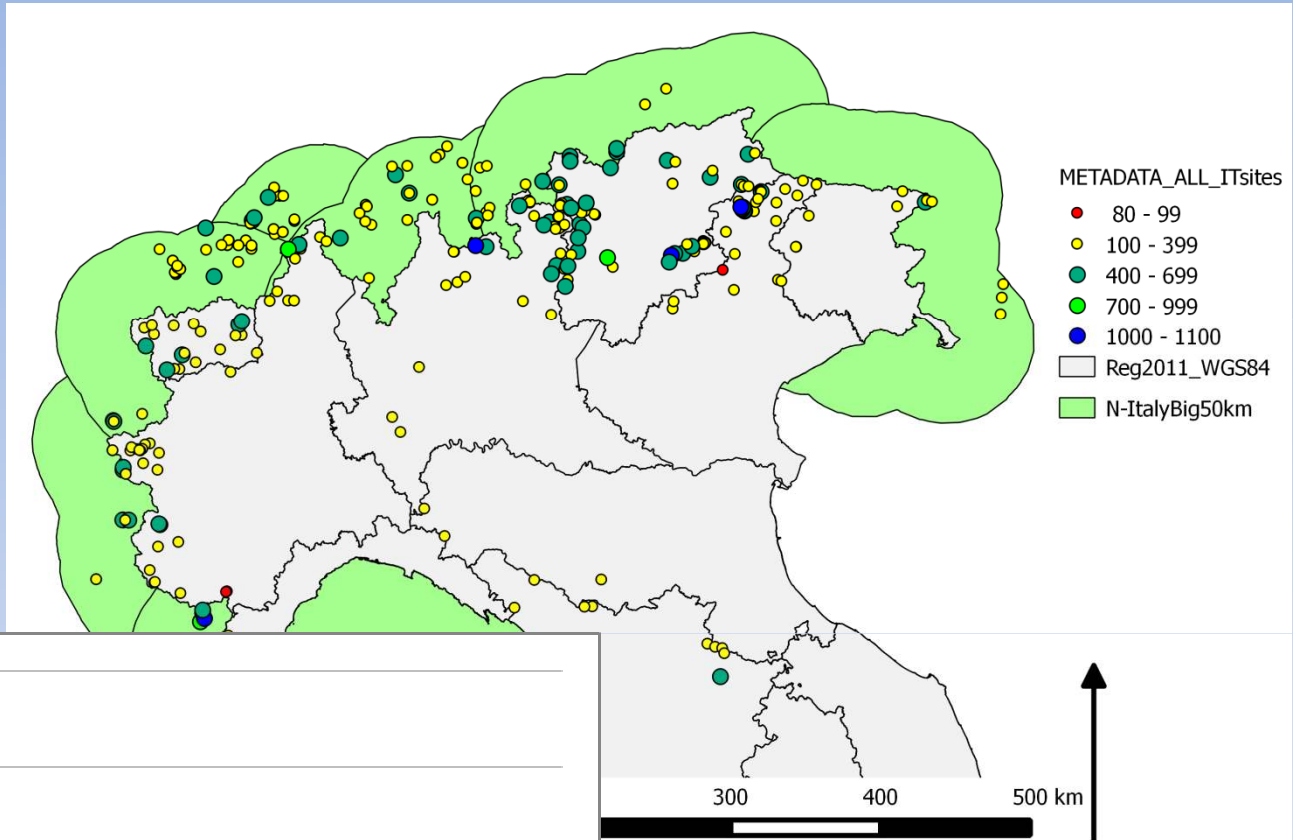 METADATA_ALL_ITsites
80 - 99
100 - 399
400 - 699
700 - 999
1000 - 1100
Reg2011_WGS84
N-ItalyBig50km
300 400 500 km